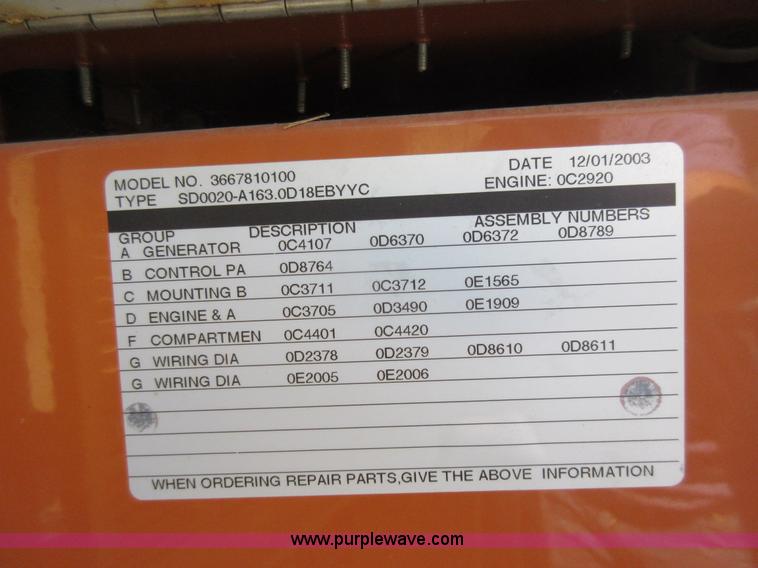 MODEL NO. 3667810100 DATE 12/01/2003
TYPE SD0020-A163.0D18EBYYC ENGINE: 0C2920
GROUP DESCRIPTION ASSEMBLY NUMBERS
A GENERATOR 0C4107 0D6370 0D6372 0D8789
B CONTROL PA 0D8764
C MOUNTING B 0C3711 0C3712 0E1565
D ENGINE & A 0C3705 0D3490 0E1909
F COMPARTMEN 0C4401 0C4420
G WIRING DIA 0D2378 0D2379 0D8610 0D8611
G WIRING DIA 0E2005 0E2006
WHEN ORDERING REPAIR PARTS,GIVE THE ABOVE INFORMATION
www.purplewave.com